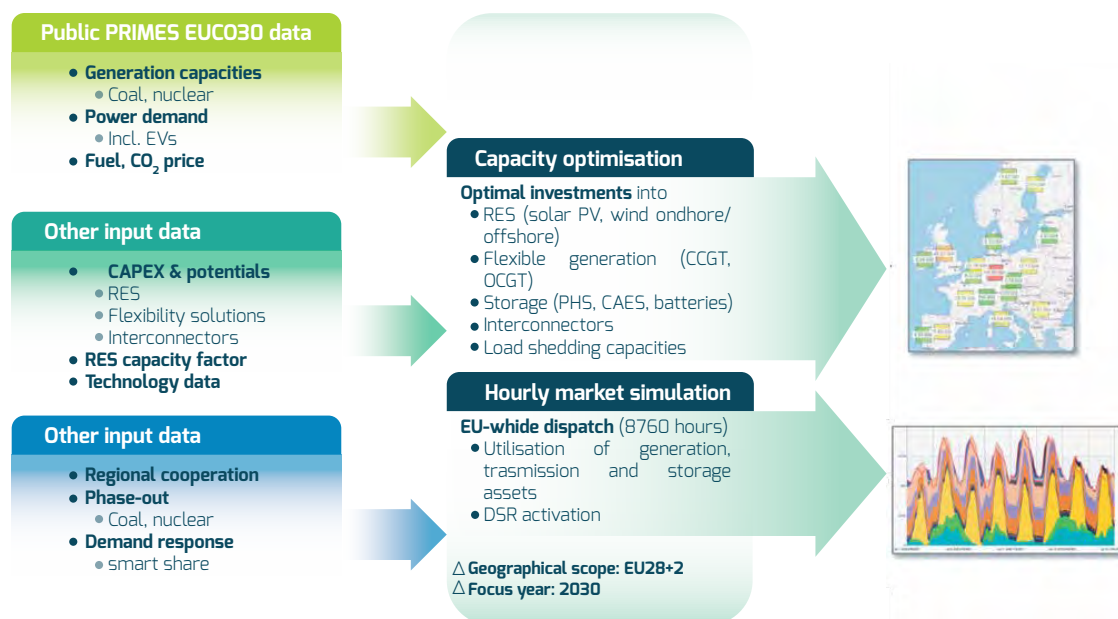 Public PRIMES EUCO30 data
• Generation capacities
• Coal, nuclear
• Power demand
• Incl. EVs
• Fuel, CO₂ price
Other input data
• CAPEX & potentials
• RES
• Flexibility solutions
• Interconnectors
• RES capacity factor
• Technology data
Other input data
• Regional cooperation
• Phase-out
• Coal, nuclear
• Demand response
• smart share
Capacity optimisation
Optimal investments into
• RES (solar PV, wind ondhore/
offshore)
• Flexible generation (CCGT,
OCGT)
• Storage (PHS, CAES, batteries)
• Interconnectors
• Load shedding capacities
Hourly market simulation
EU-whide dispatch (8760 hours)
• Utilisation of generation,
trasmission and storage
assets
• DSR activation
△ Geographical scope: EU28+2
△ Focus year: 2030